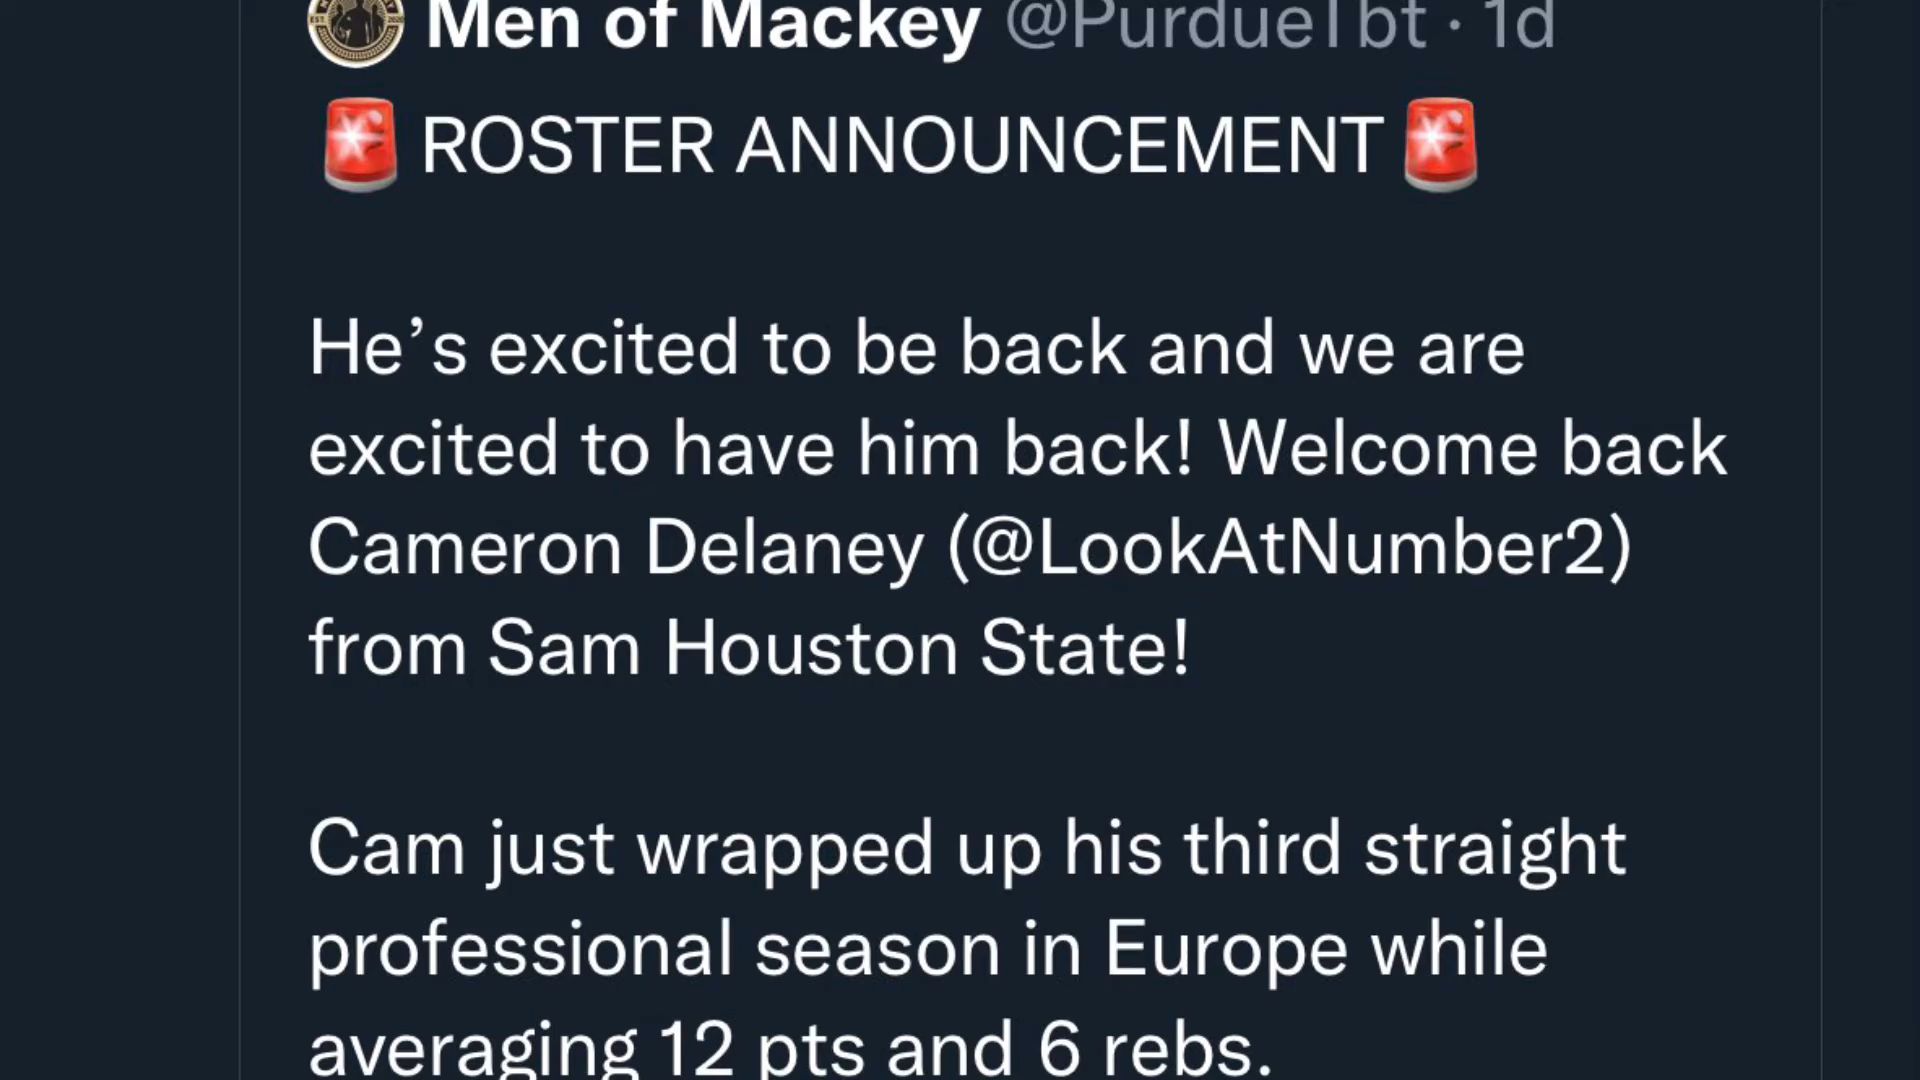 Men of Mackey @PurdueTbt · 1d
🚨 ROSTER ANNOUNCEMENT 🚨
He’s excited to be back and we are
excited to have him back! Welcome back
Cameron Delaney (@LookAtNumber2)
from Sam Houston State!
Cam just wrapped up his third straight
professional season in Europe while
averaging 12 pts and 6 rebs.